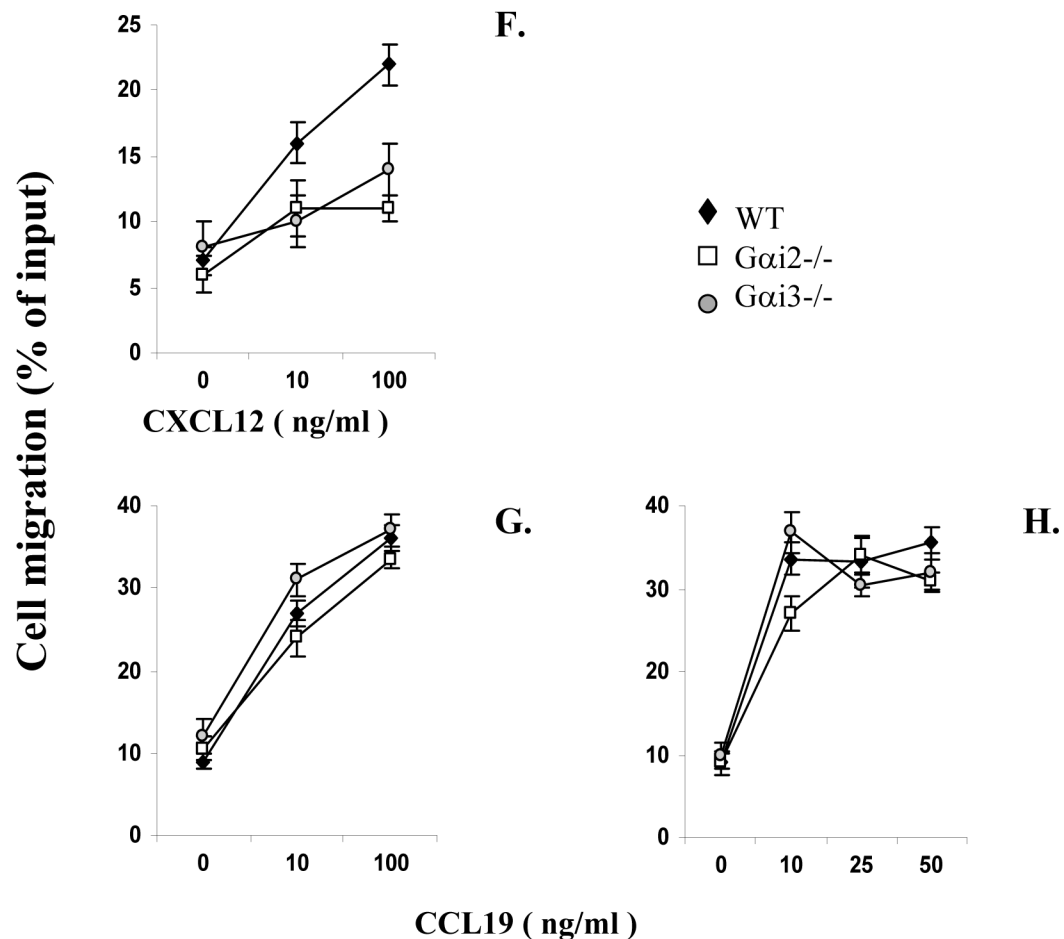 Cell migration (% of input)
F.
25
20
15
10
5
0
0 10 100
CXCL12 ( ng/ml )
WT
Gαi2-/-
Gαi3-/-
G.
40
30
20
10
0
0 10 100
H.
40
30
20
10
0
0 10 25 50
CCL19 ( ng/ml )